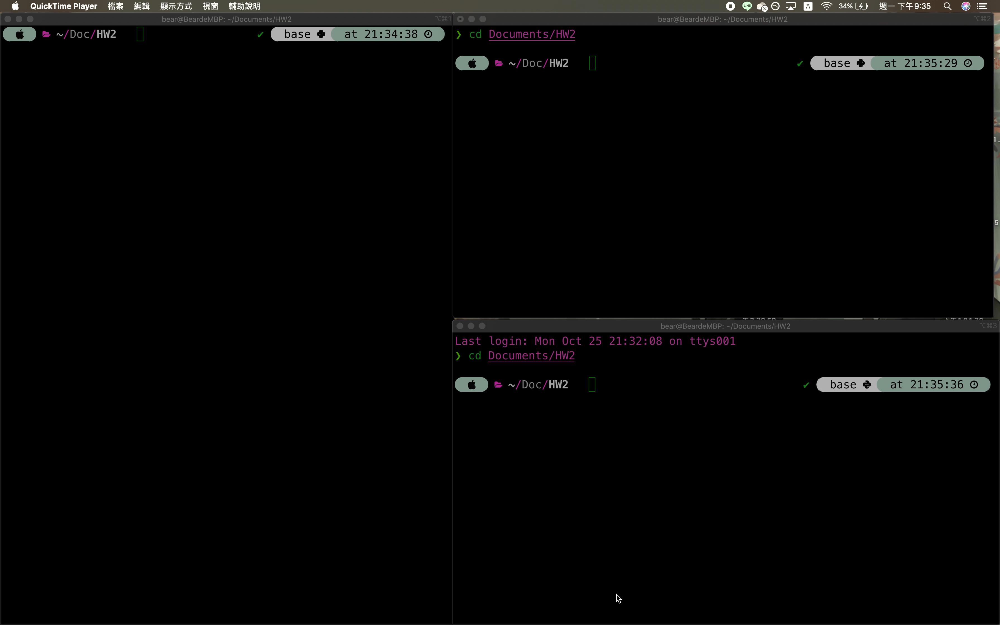 QuickTime Player 檔案 編輯 顯示方式 視窗 輔助說明 LINE A 34% 週一 下午9:35
bear@BeardeMBP: ~/Documents/HW2 ⌥⌘1
~/Doc/HW2 ✔ base at 21:34:38
bear@BeardeMBP: ~/Documents/HW2 ⌥⌘2
❯ cd Documents/HW2
~/Doc/HW2 ✔ base at 21:35:29
5
bear@BeardeMBP: ~/Documents/HW2 ⌥⌘3
Last login: Mon Oct 25 21:32:08 on ttys001
❯ cd Documents/HW2
~/Doc/HW2 ✔ base at 21:35:36